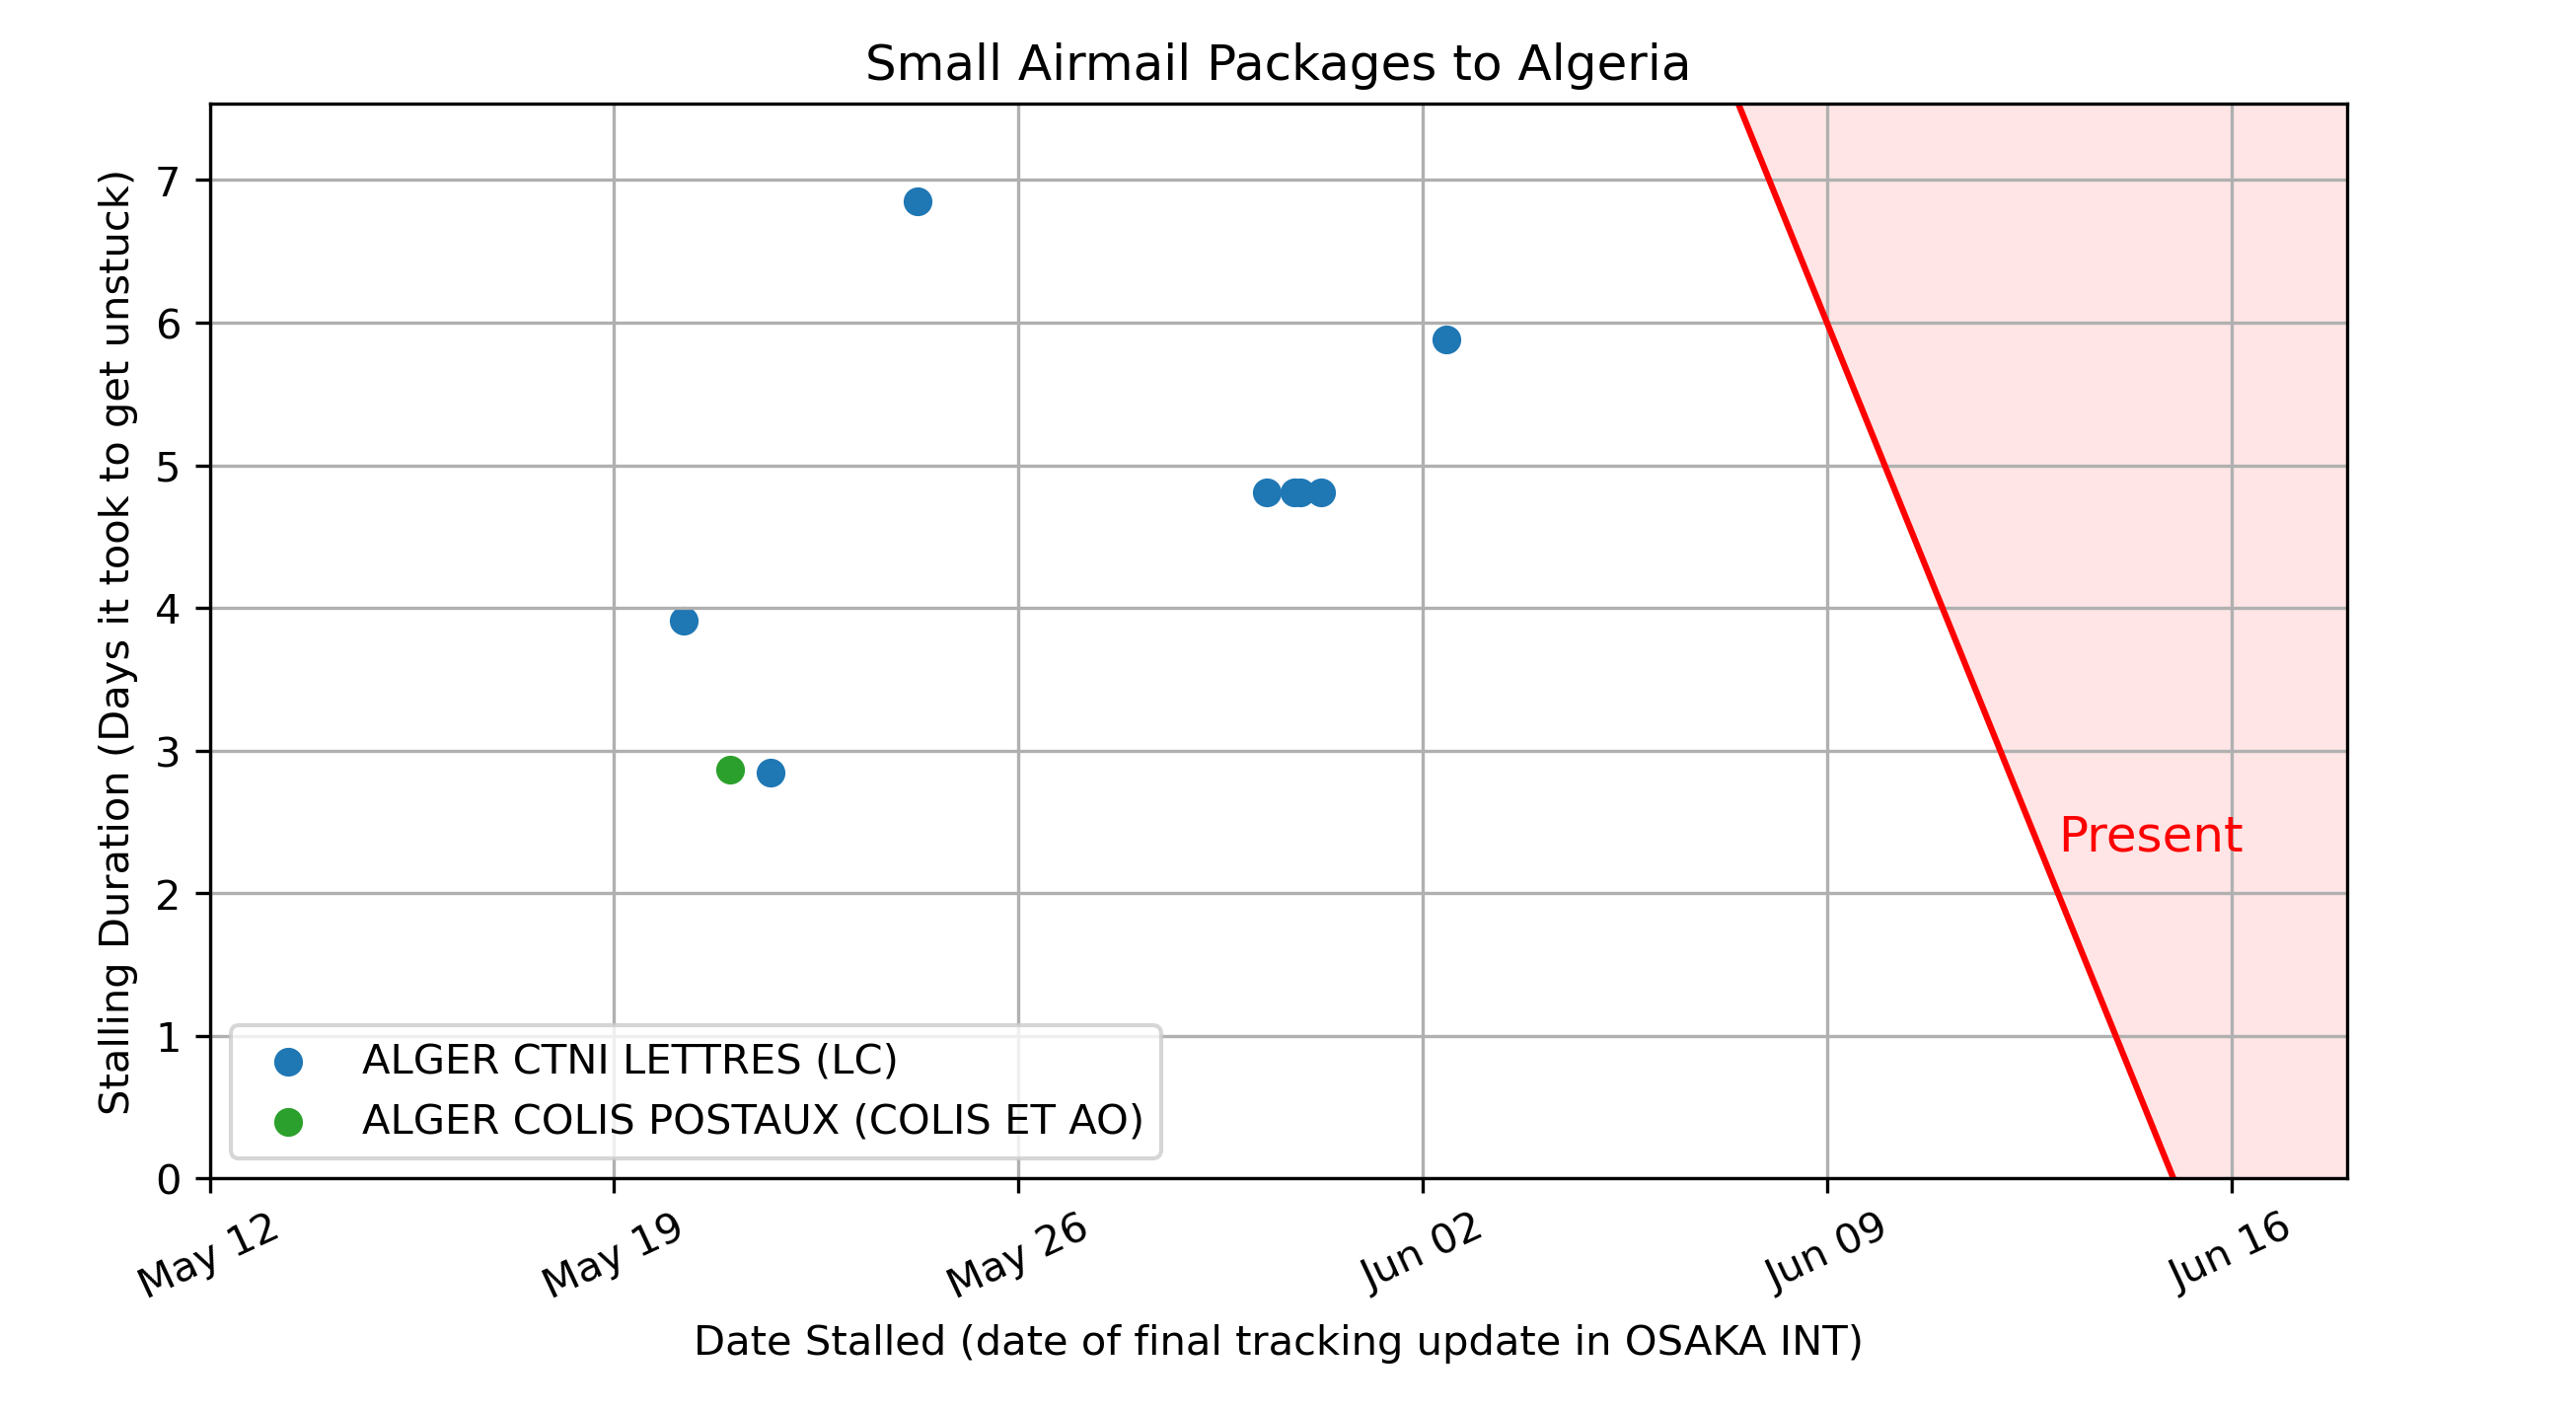 Small Airmail Packages to Algeria
Stalling Duration (Days it took to get unstuck)
7
6
5
4
3
2
1
0
Present
ALGER CTNI LETTRES (LC)
ALGER COLIS POSTAUX (COLIS ET AO)
May 12
May 19
May 26
Jun 02
Jun 09
Jun 16
Date Stalled (date of final tracking update in OSAKA INT)